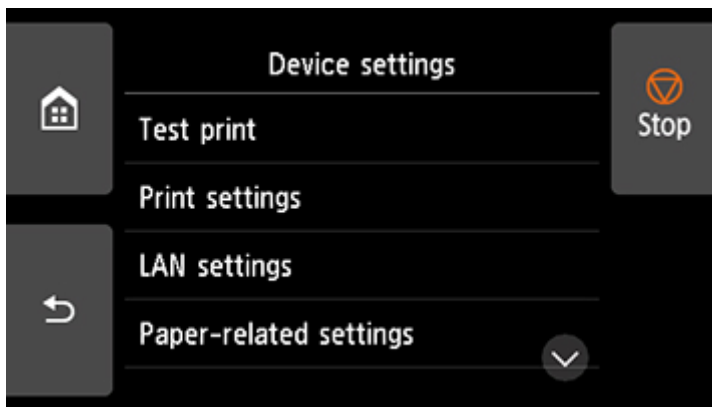 Device settings
Stop
Test print
Print settings
LAN settings
Paper-related settings